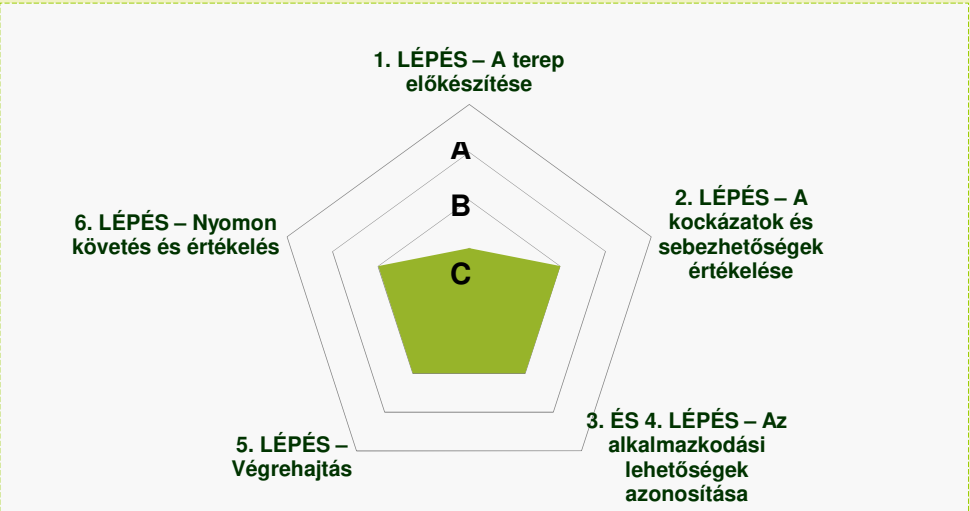 1. LÉPÉS – A terep
előkészítése
A
B
C
2. LÉPÉS – A
kockázatok és
sebezhetőségek
értékelése
3. ÉS 4. LÉPÉS – Az
alkalmazkodási
lehetőségek
azonosítása
5. LÉPÉS –
Végrehajtás
6. LÉPÉS – Nyomon
követés és értékelés